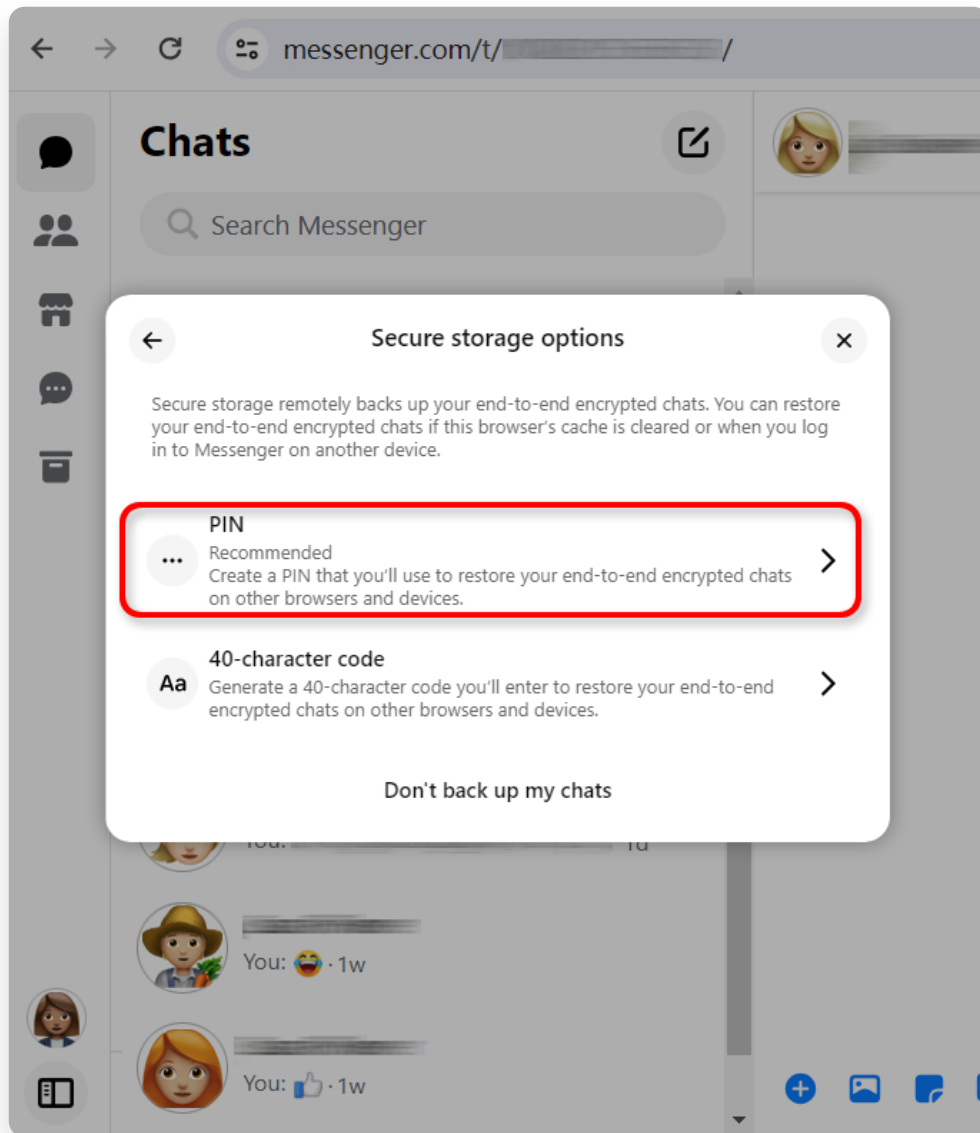 messenger.com/t/ /
Chats
Search Messenger
Secure storage options
Secure storage remotely backs up your end-to-end encrypted chats. You can restore
your end-to-end encrypted chats if this browser's cache is cleared or when you log
in to Messenger on another device.
PIN
Recommended
Create a PIN that you'll use to restore your end-to-end encrypted chats
on other browsers and devices.
Aa
40-character code
Generate a 40-character code you'll enter to restore your end-to-end
encrypted chats on other browsers and devices.
Don't back up my chats
You: 1d
You: 😂 · 1w
You: 👍 · 1w